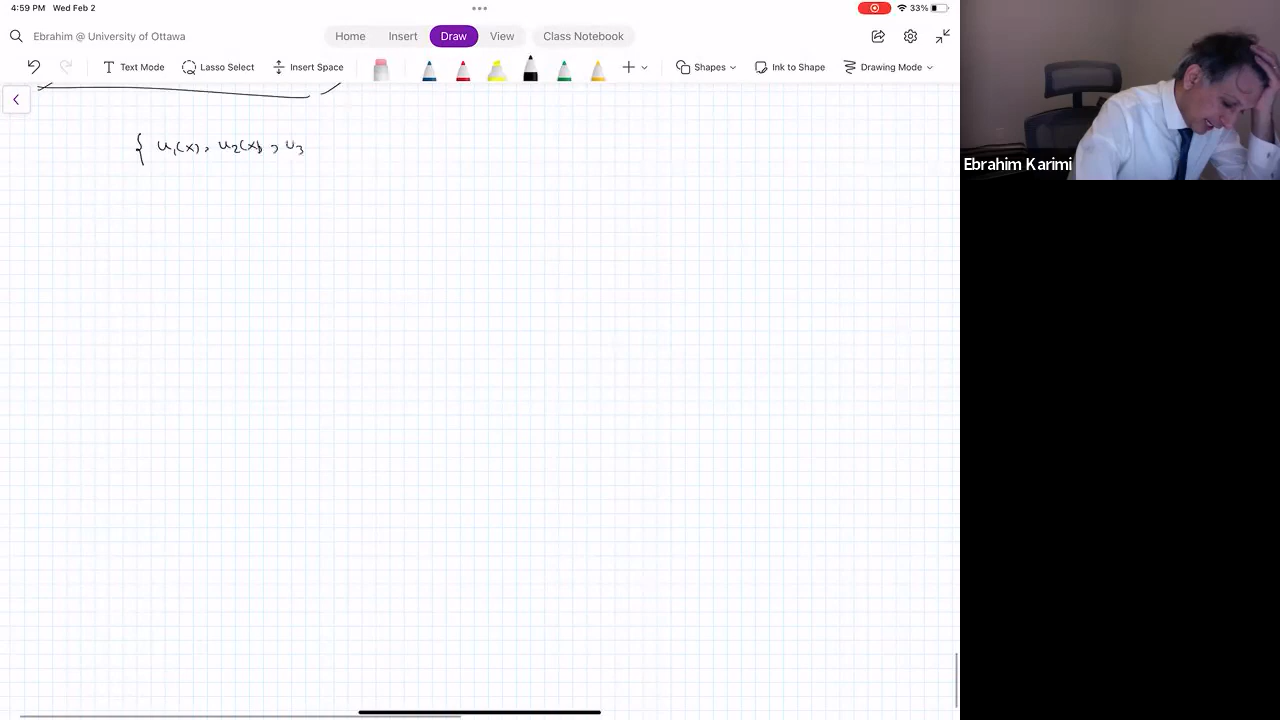 4:59 PM Wed Feb 2
33%
Ebrahim @ University of Ottawa
Home Insert Draw View Class Notebook
Text Mode Lasso Select Insert Space Shapes Ink to Shape Drawing Mode
{ u₁(x), u₂(x), u₃
Ebrahim Karimi